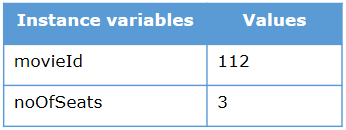 Instance variables Values
movieId 112
noOfSeats 3